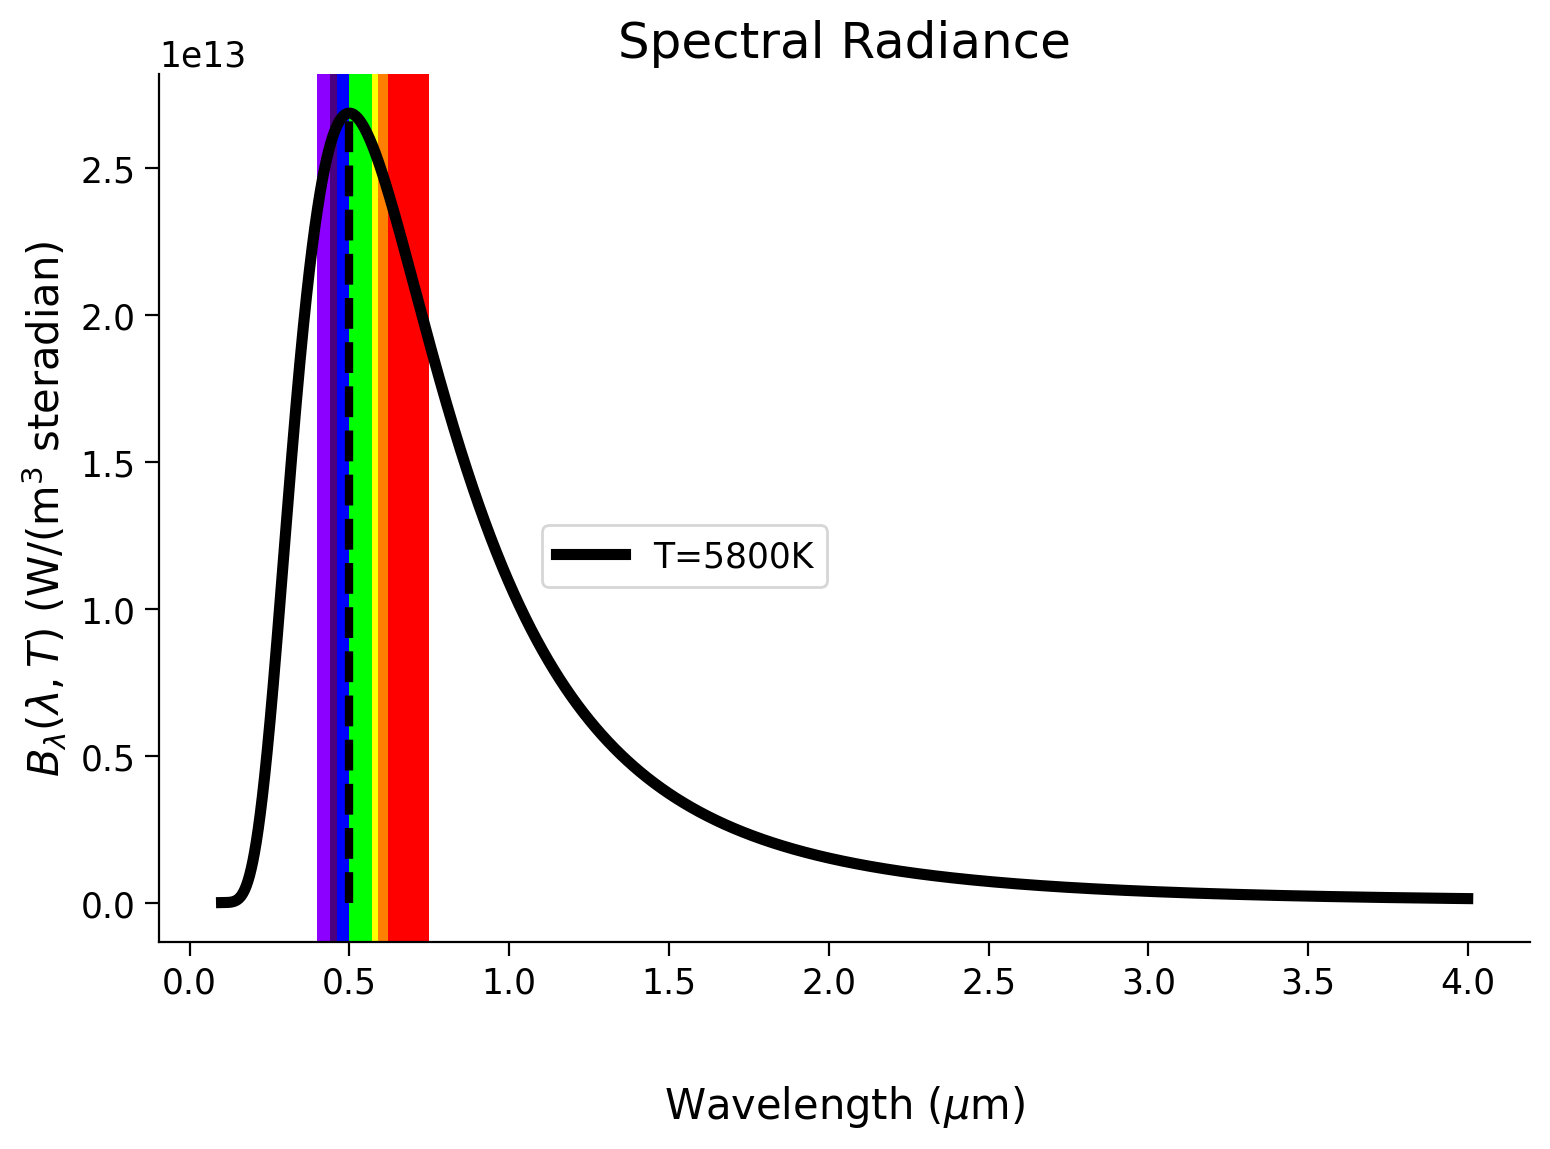 Spectral Radiance
1e13
2.5
2.0
1.5
1.0
0.5
0.0
B_λ(λ, T) (W/(m³ steradian)
T=5800K
0.0 0.5 1.0 1.5 2.0 2.5 3.0 3.5 4.0
Wavelength (μm)